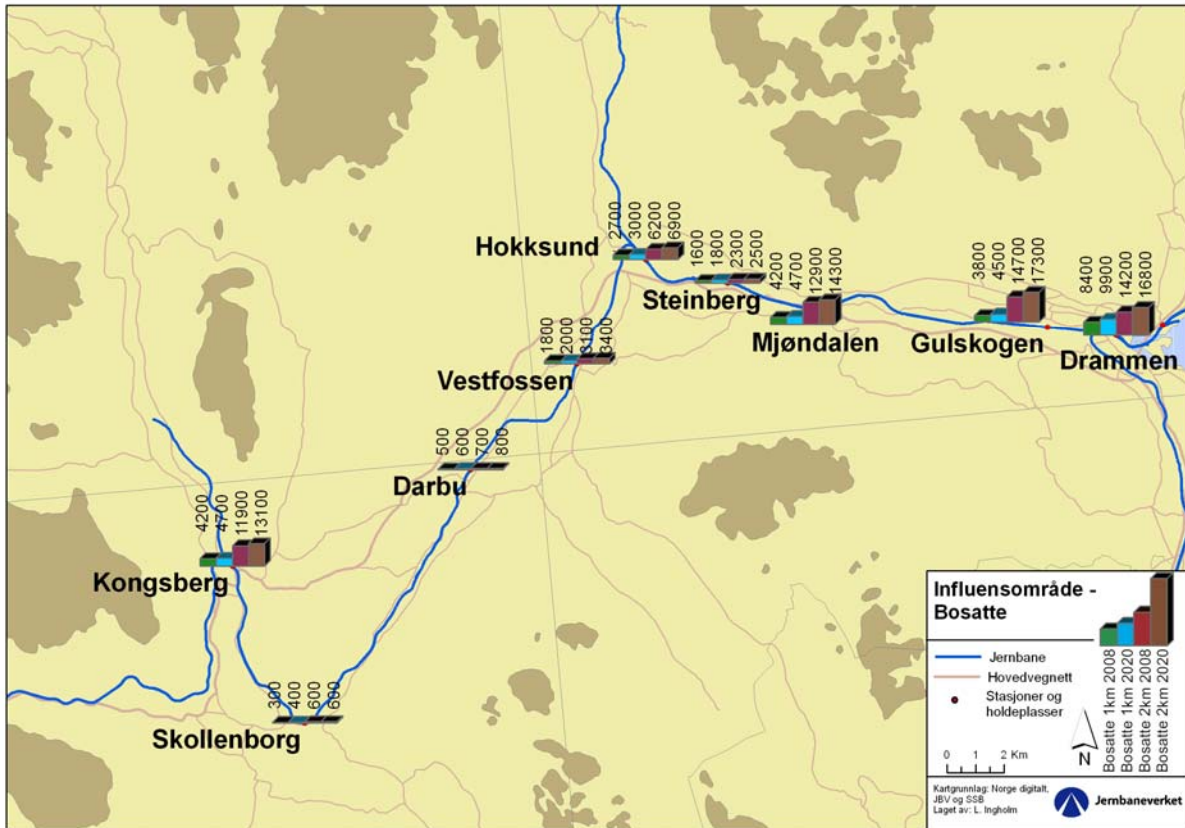 Hokksund
2700
3000
6200
6900
Steinberg
1600
1800
2300
2500
Mjøndalen
4200
4700
12900
14300
Gulskogen
3800
4500
14700
17300
Drammen
8400
9900
14200
16800
Vestfossen
1800
2000
3100
3400
Darbu
500
600
700
800
Kongsberg
4200
4700
11900
13100
Skollenborg
300
400
600
600
Influensområde -
Bosatte
Jernbane
Hovedvegnett
Stasjoner og
holdeplasser
Bosatte 1km 2008
Bosatte 1km 2020
Bosatte 2km 2008
Bosatte 2km 2020
0 1 2 Km
N
Kartgrunnlag: Norge digitalt,
JBV og SSB
Laget av: L. Ingholm
Jernbaneverket